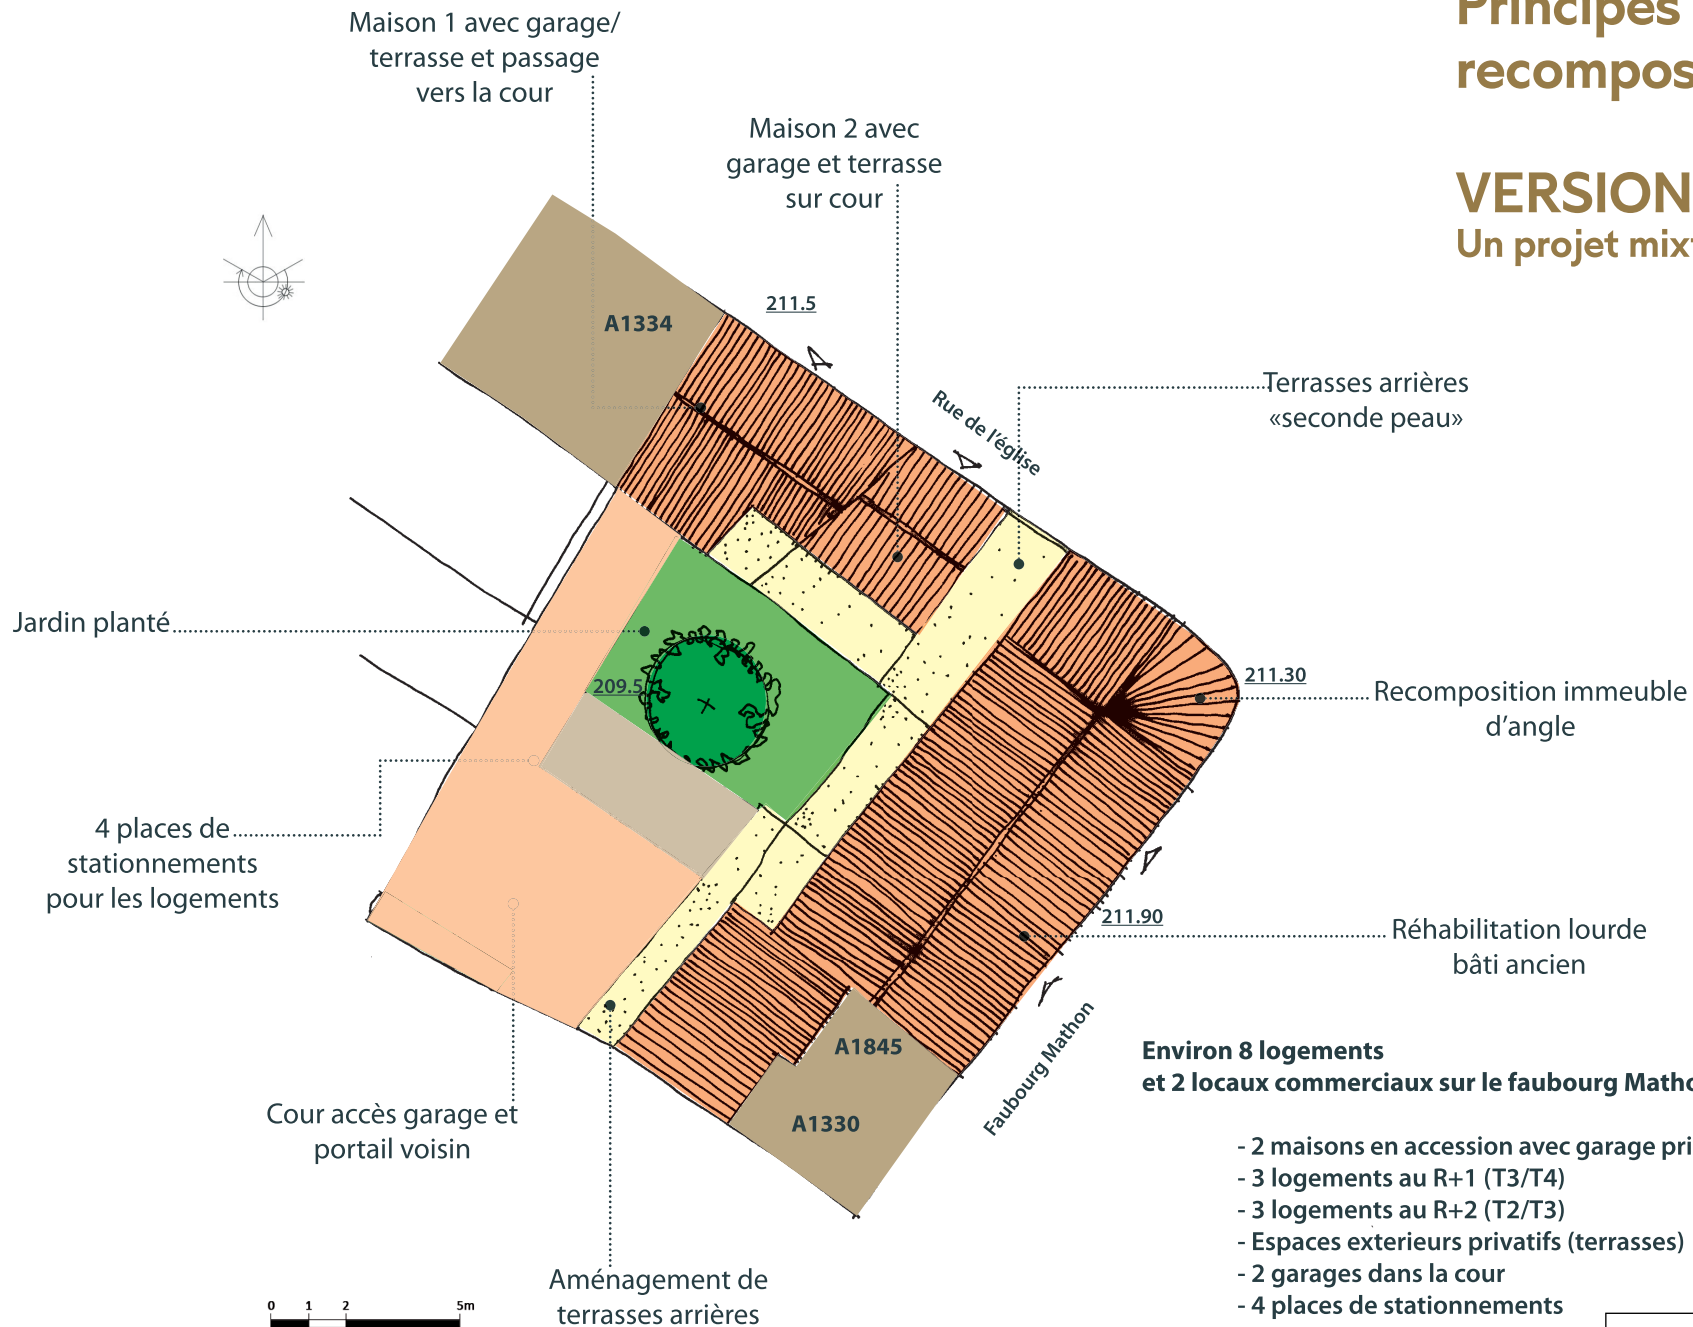 Principes
recompos
VERSION
Un projet mixt
Maison 1 avec garage/
terrasse et passage
vers la cour
Maison 2 avec
garage et terrasse
sur cour
A1334
211.5
Rue de l'église
Terrasses arrières
«seconde peau»
Jardin planté
209.5
211.30
Recomposition immeuble
d'angle
4 places de
stationnements
pour les logements
211.90
Réhabilitation lourde
bâti ancien
A1845
A1330
Faubourg Mathon
Cour accès garage et
portail voisin
Aménagement de
terrasses arrières
Environ 8 logements
et 2 locaux commerciaux sur le faubourg Matho
- 2 maisons en accession avec garage pri
- 3 logements au R+1 (T3/T4)
- 3 logements au R+2 (T2/T3)
- Espaces exterieurs privatifs (terrasses)
- 2 garages dans la cour
- 4 places de stationnements
0 1 2 5m